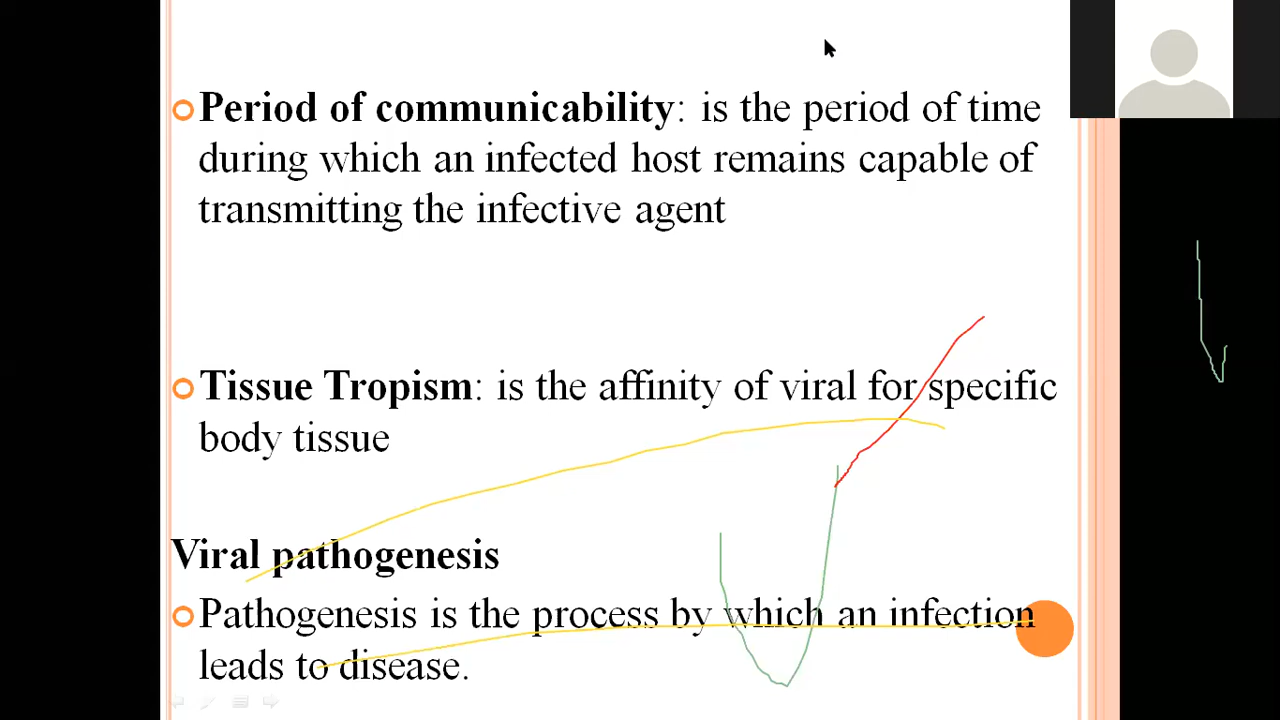 Period of communicability: is the period of time
during which an infected host remains capable of
transmitting the infective agent
Tissue Tropism: is the affinity of viral for specific
body tissue
Viral pathogenesis
Pathogenesis is the process by which an infection
leads to disease.